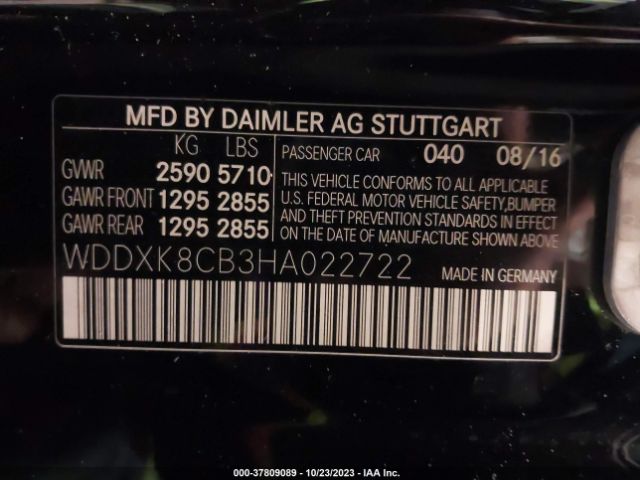 MFD BY DAIMLER AG STUTTGART
KG LBS
GVWR 2590 5710
GAWR FRONT 1295 2855
GAWR REAR 1295 2855
PASSENGER CAR 040 08/16
THIS VEHICLE CONFORMS TO ALL APPLICABLE
U.S. FEDERAL MOTOR VEHICLE SAFETY,BUMPER
AND THEFT PREVENTION STANDARDS IN EFFECT
ON THE DATE OF MANUFACTURE SHOWN ABOVE
WDDXK8CB3HA022722 MADE IN GERMANY
000-37809089 - 10/23/2023 - IAA Inc.